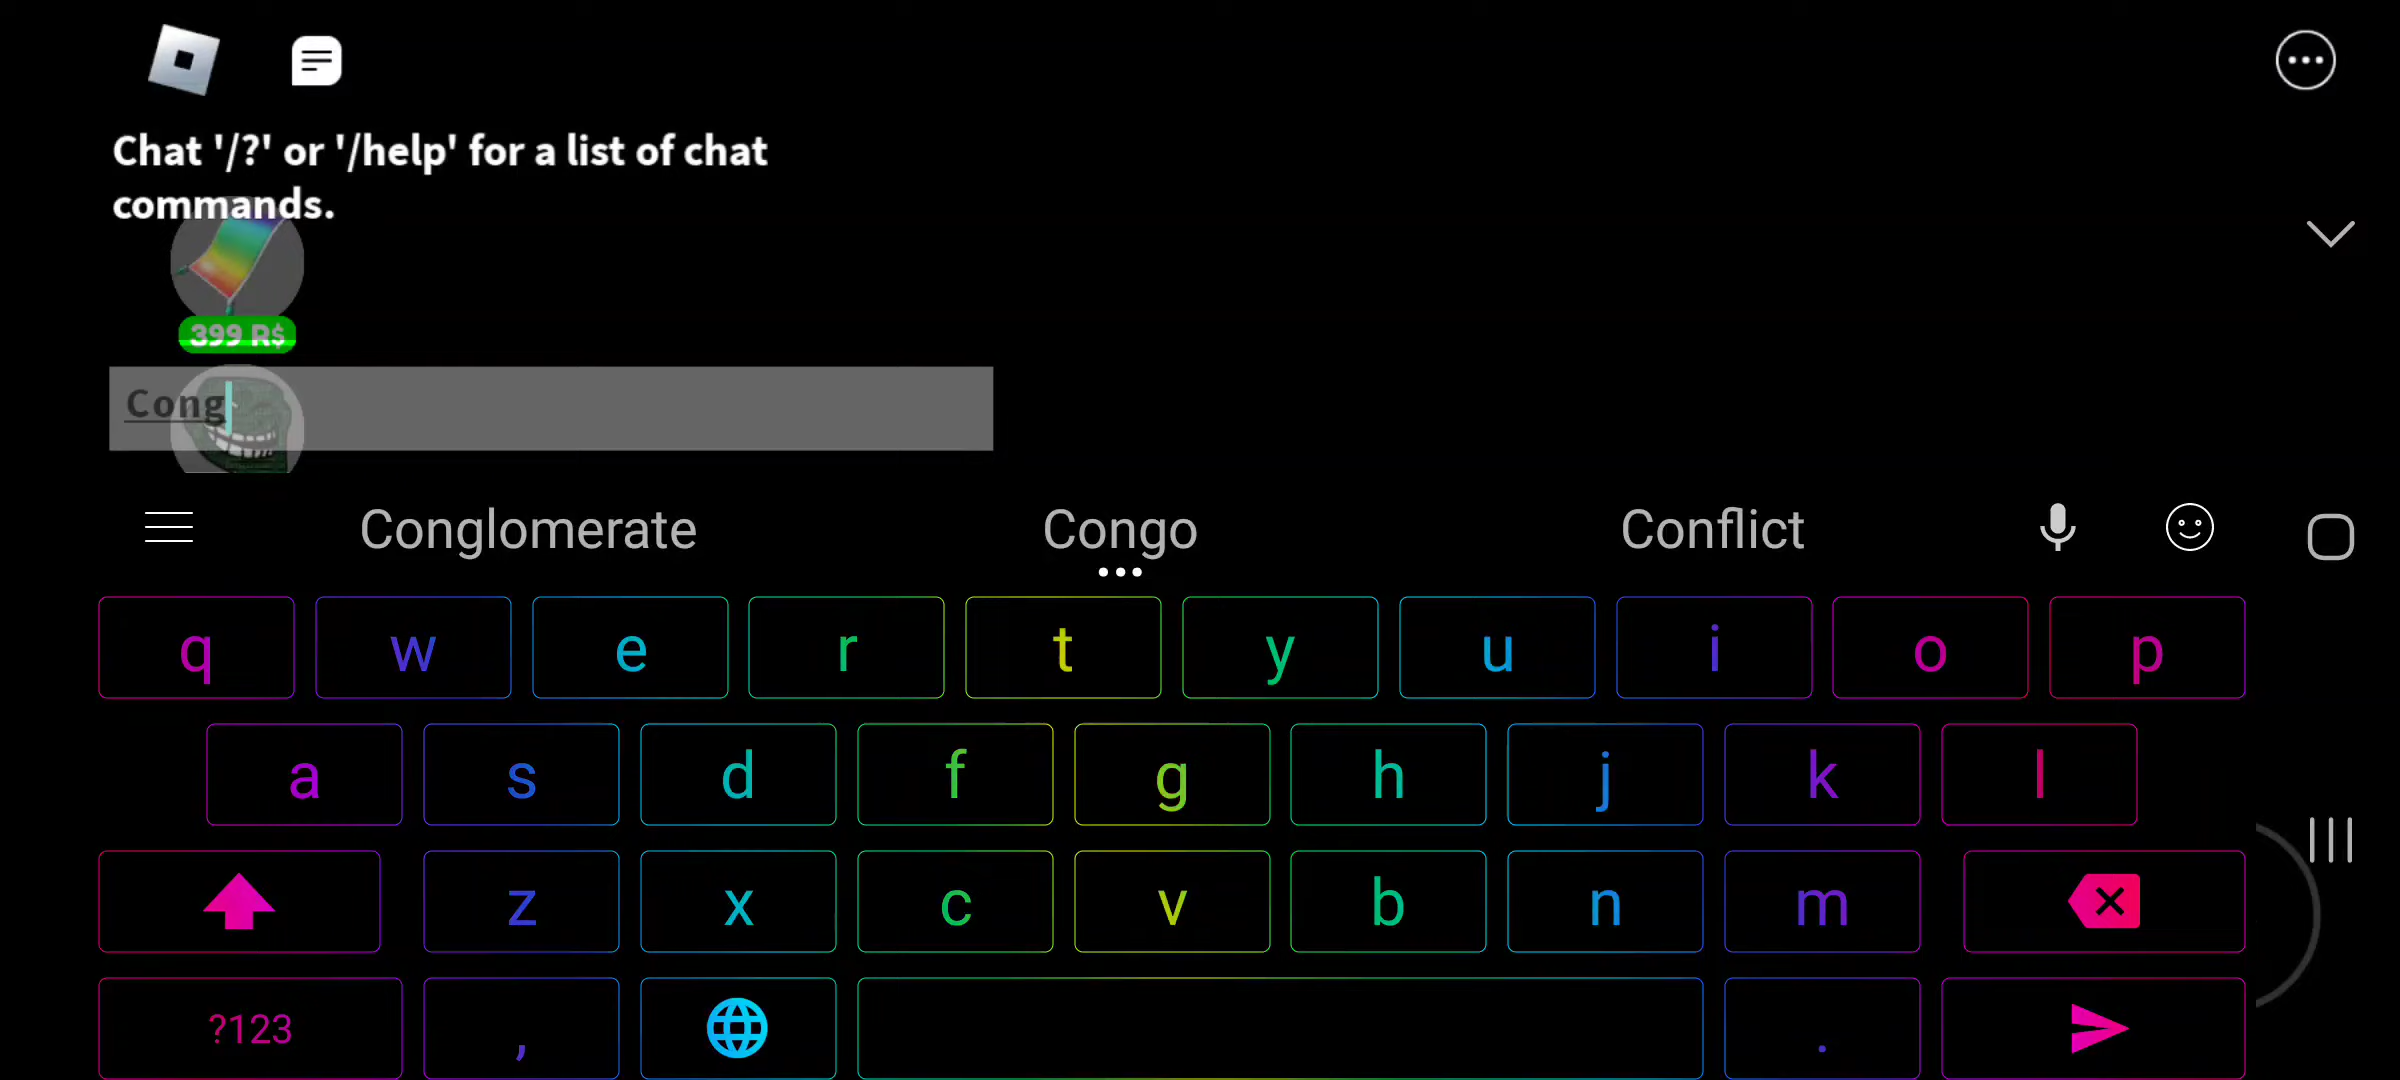 Chat '/?' or '/help' for a list of chat
commands.
399 R$
Cong
Conglomerate Congo Conflict
q w e r t y u i o p
a s d f g h j k l
z x c v b n m
?123 , .